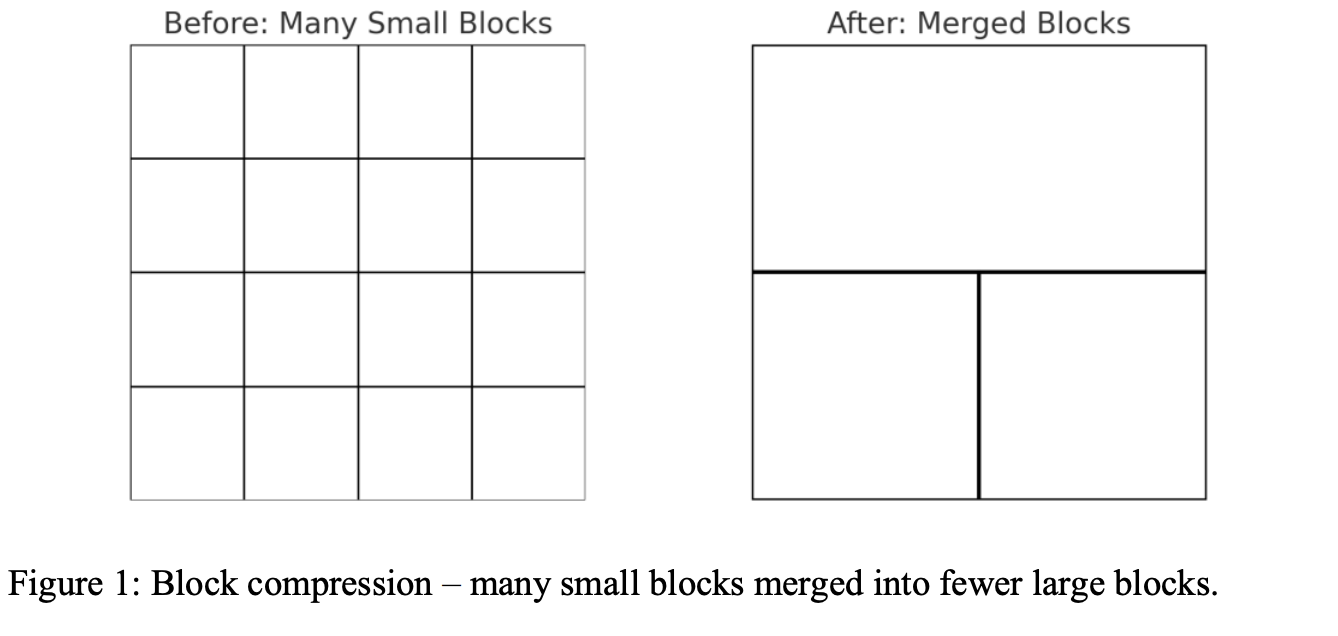 Before: Many Small Blocks
After: Merged Blocks
Figure 1: Block compression – many small blocks merged into fewer large blocks.